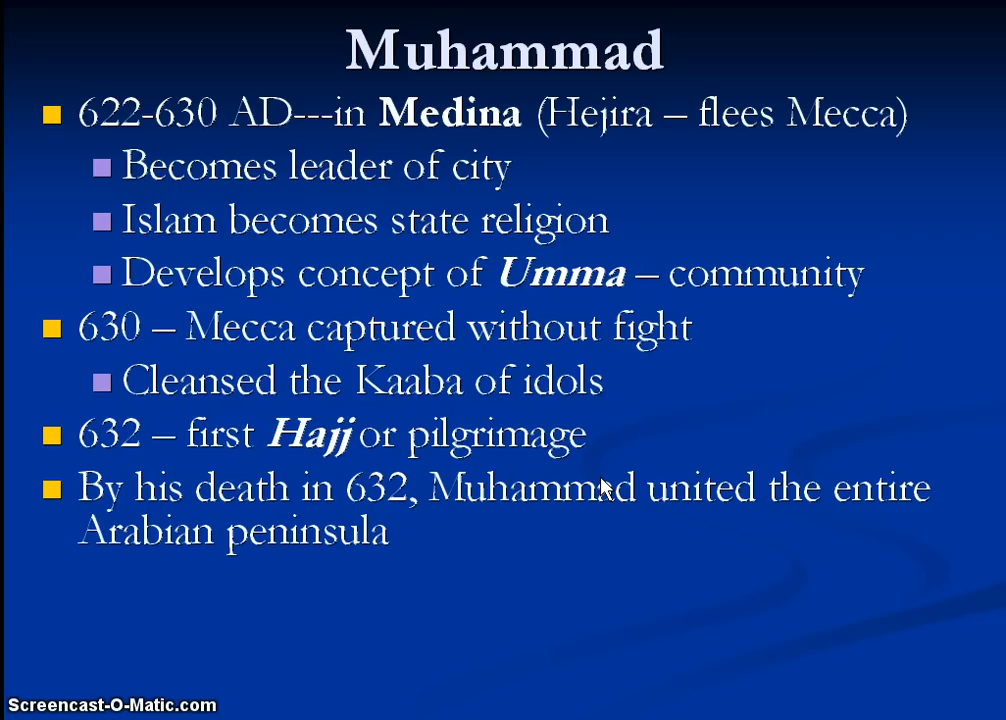 Muhammad
622-630 AD---in Medina (Hejira – flees Mecca)
Becomes leader of city
Islam becomes state religion
Develops concept of Umma – community
630 – Mecca captured without fight
Cleansed the Kaaba of idols
632 – first Hajj or pilgrimage
By his death in 632, Muhammad united the entire
Arabian peninsula
Screencast-O-Matic.com